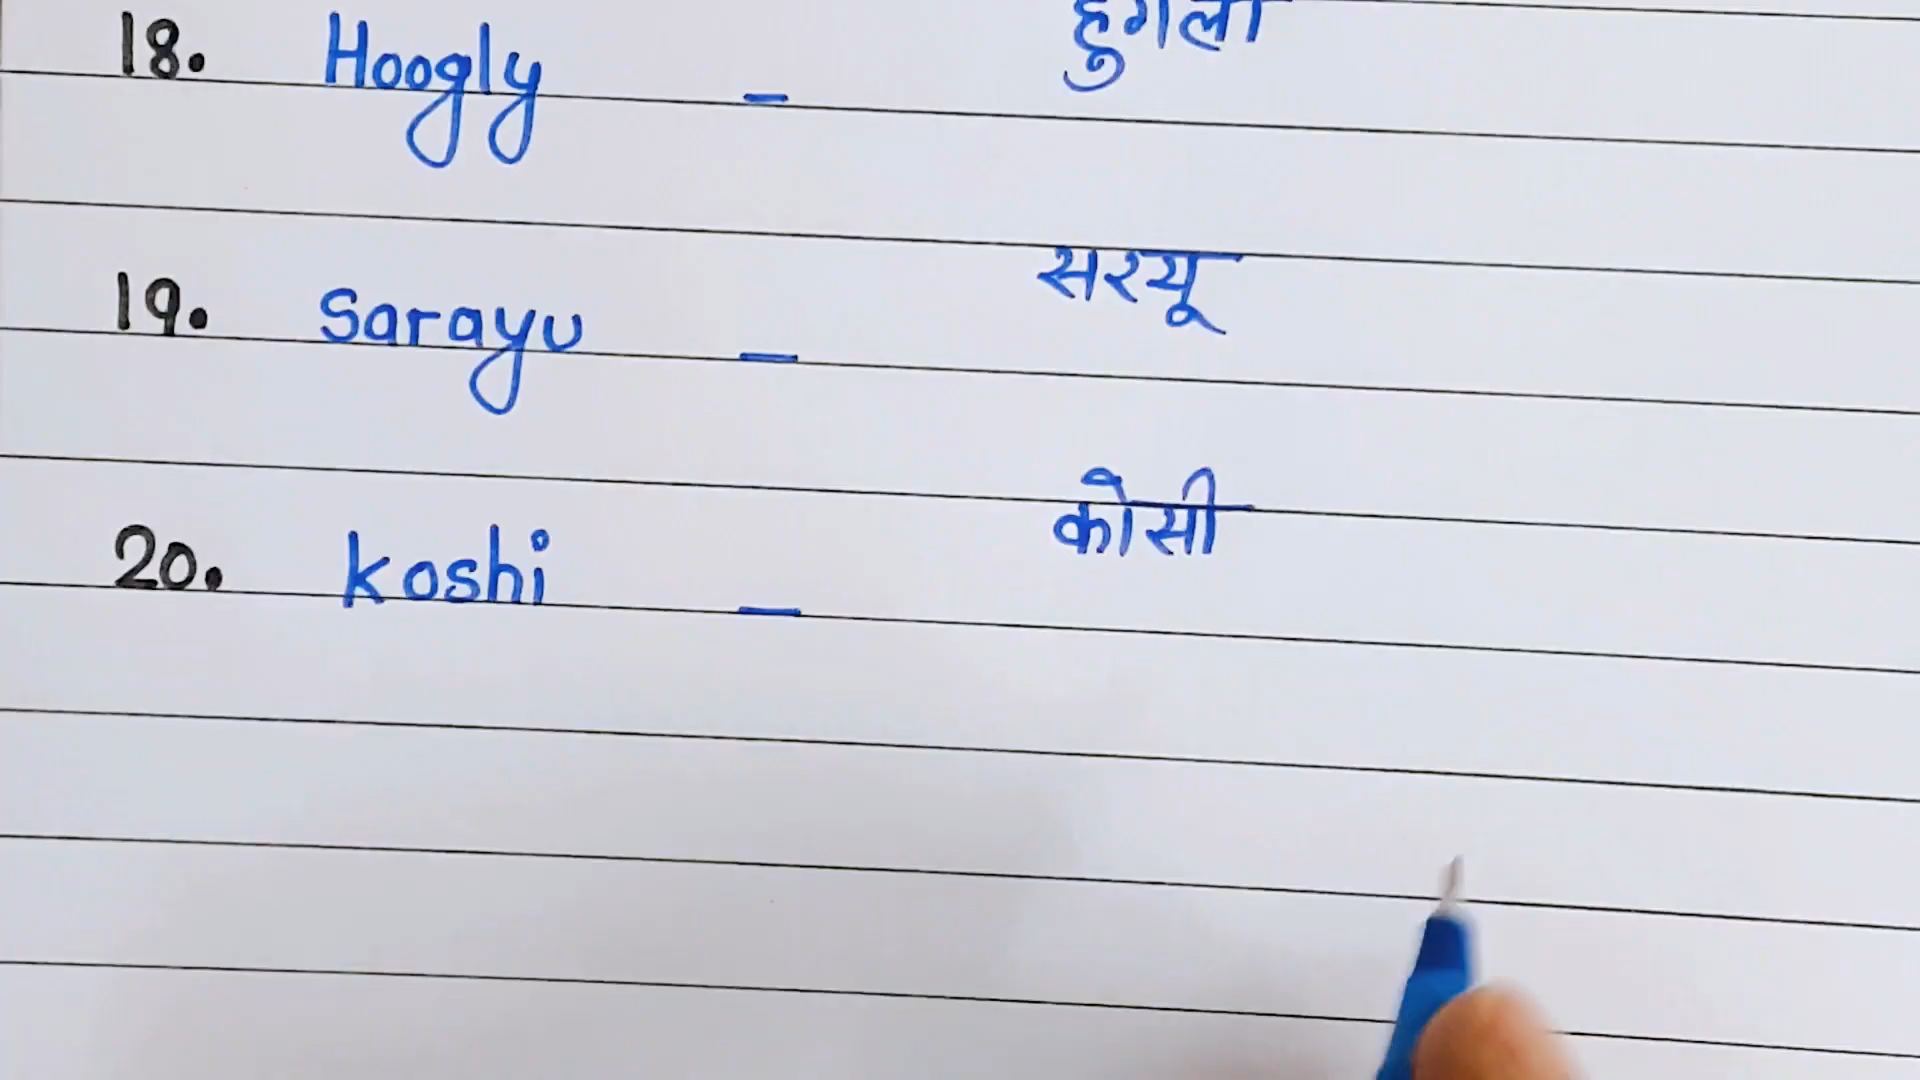 18. Hoogly - हुगली
19. Sarayu - सरयू
20. Koshi - कोसी